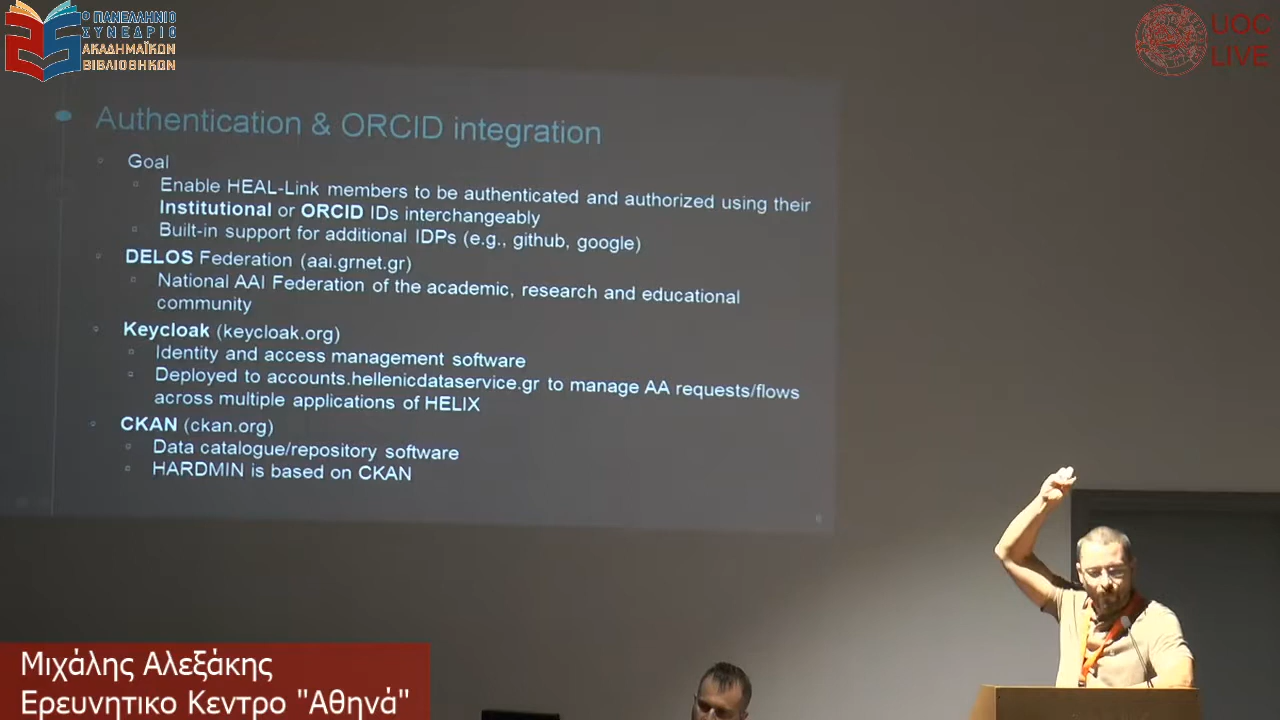 25
Ο ΠΑΝΕΛΛΗΝΙΟ
ΣΥΝΕΔΡΙΟ
ΑΚΑΔΗΜΑΪΚΩΝ
ΒΙΒΛΙΟΘΗΚΩΝ
UOC
LIVE
Authentication & ORCID integration
Goal
Enable HEAL-Link members to be authenticated and authorized using their
Institutional or ORCID IDs interchangeably
Built-in support for additional IDPs (e.g., github, google)
DELOS Federation (aai.grnet.gr)
National AAI Federation of the academic, research and educational
community
Keycloak (keycloak.org)
Identity and access management software
Deployed to accounts.hellenicdataservice.gr to manage AA requests/flows
across multiple applications of HELIX
CKAN (ckan.org)
Data catalogue/repository software
HARDMIN is based on CKAN
Μιχάλης Αλεξάκης
Ερευνητικο Κεντρο "Αθηνά"